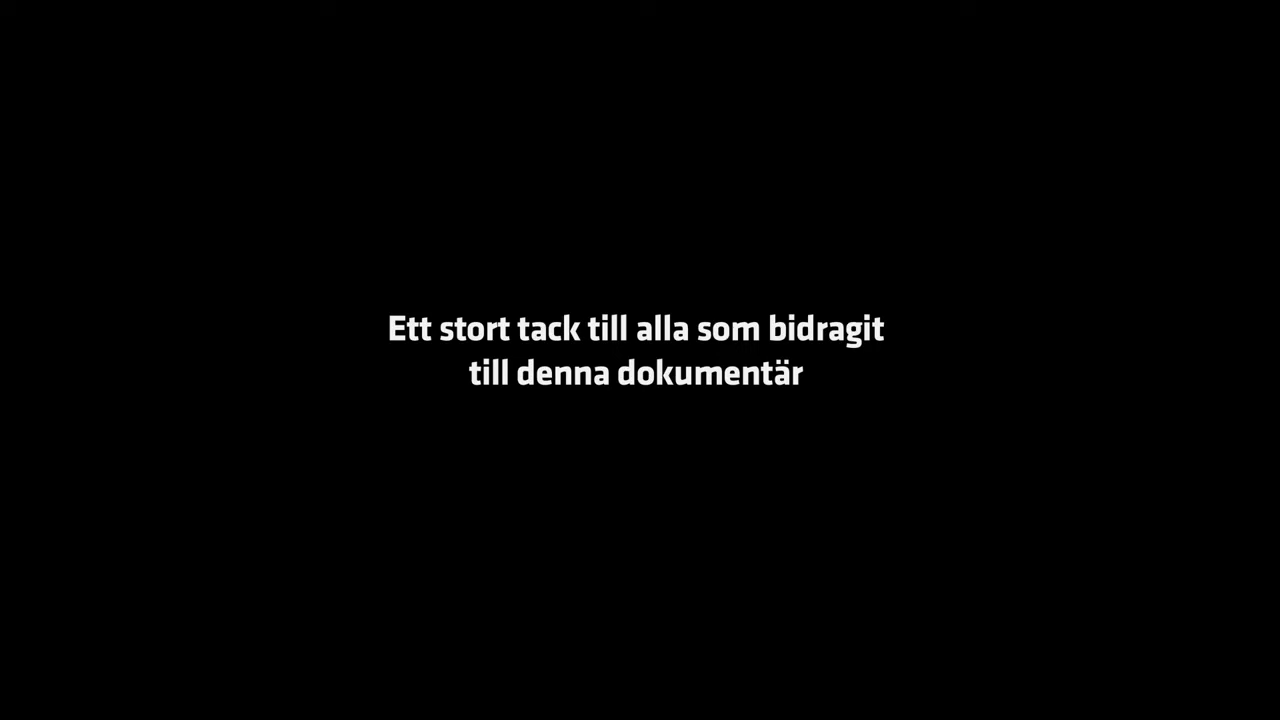 Ett stort tack till alla som bidragit
till denna dokumentär